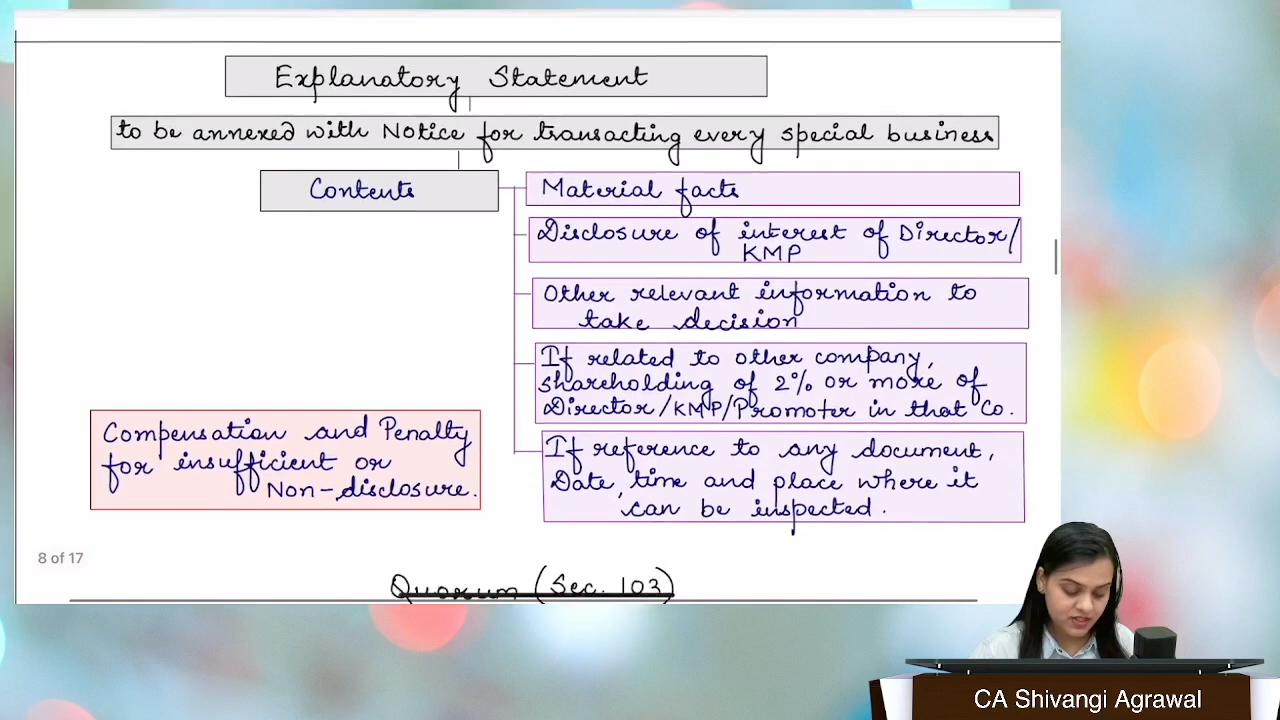 Explanatory Statement
to be annexed with Notice for transacting every special business
Contents
Material facts
Disclosure of interest of Director/
KMP
Other relevant information to
take decision
If related to other company,
shareholding of 2% or more of
Director/KMP/Promoter in that Co.
If reference to any document,
Date, time and place where it
can be inspected.
Compensation and Penalty
for insufficient or
Non-disclosure.
8 of 17
Quorum (Sec. 103)
CA Shivangi Agrawal